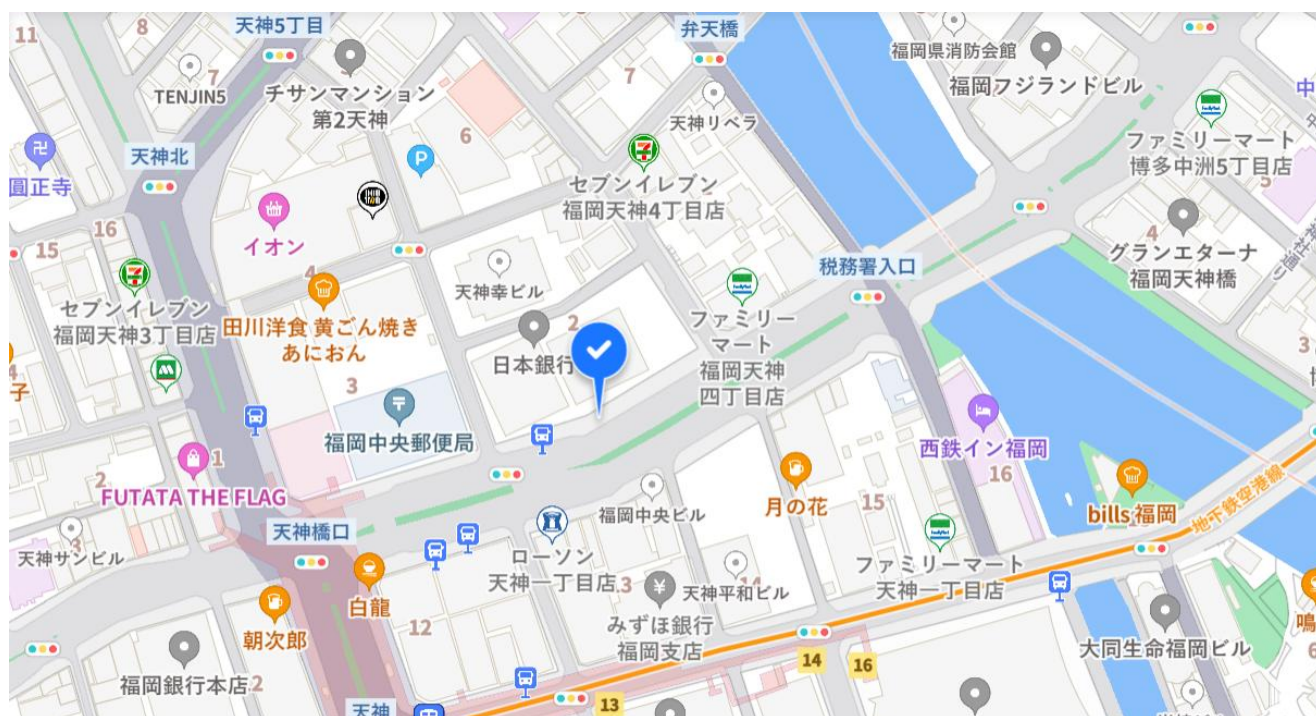 天神5丁目
弁天橋
11
8
7
TENJIN5
チサンマンション
第2天神
7
福岡県消防会館
福岡フジランドビル
天神リベラ
中
天神北
6
P
セブンイレブン
福岡天神4丁目店
ファミリーマート
博多中洲5丁目店
5
圓正寺
イオン
16
15
4
税務署入口
グランエターナ
福岡天神橋
4
神社通り
天神幸ビル
セブンイレブン
福岡天神3丁目店
田川洋食 黄ごん焼き
あにおん
2
日本銀行
ファミリー
マート
福岡天神
四丁目店
3
子
3
福岡中央郵便局
西鉄イン福岡
16
1
2
FUTATA THE FLAG
月の花
15
bills 福岡
地下鉄空港線
福岡中央ビル
天神橋口
天神サンビル
ローソン
天神一丁目店
3
天神平和ビル
14
ファミリーマート
天神一丁目店
白龍
朝次郎
12
みずほ銀行
福岡支店
大同生命福岡ビル
鳴
6
福岡銀行本店
2
14
16
13
天神